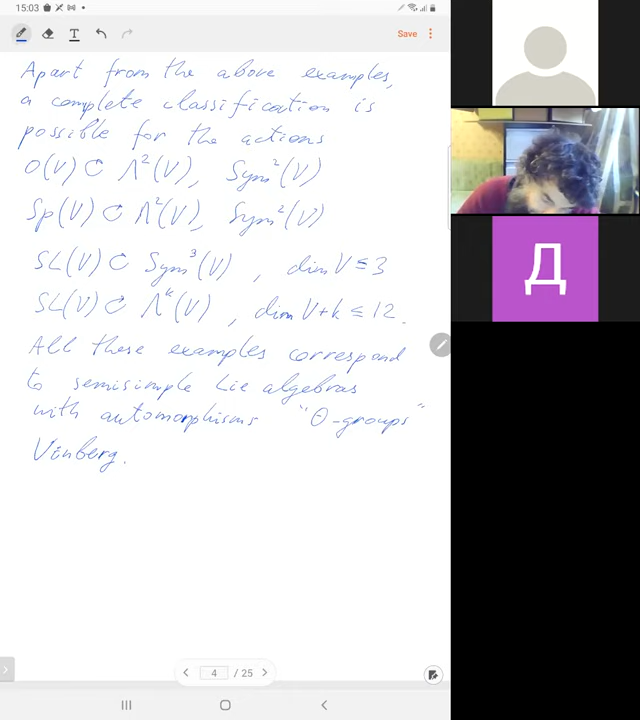 15:03
T
Save
Apart from the above examples,
a complete classification is
possible for the actions
O(V) ⊂ Λ²(V), Sym²(V)
Sp(V) ⊂ Λ²(V), Sym²(V)
SL(V) ⊂ Sym³(V), dim V ≤ 3
SL(V) ⊂ Λᵏ(V), dim V + k ≤ 12.
All these examples correspond
to semisimple Lie algebras
with automorphisms "Θ-groups"
Vinberg.
4 / 25
Д